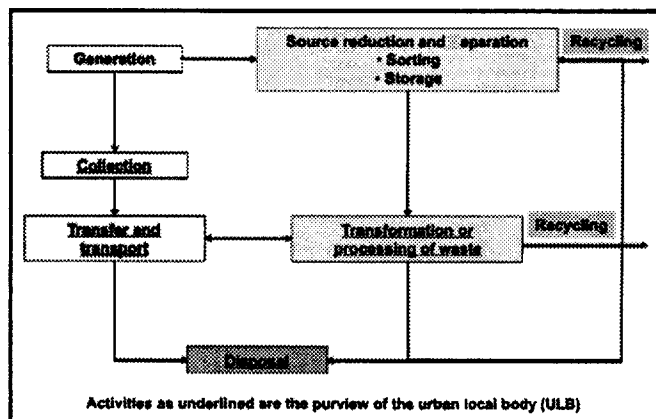 Generation
Source reduction and eparation
• Sorting
• Storage
Recycling
Collection
Transfer and
transport
Transformation or
processing of waste
Recycling
Disposal
Activities as underlined are the purview of the urban local body (ULB)